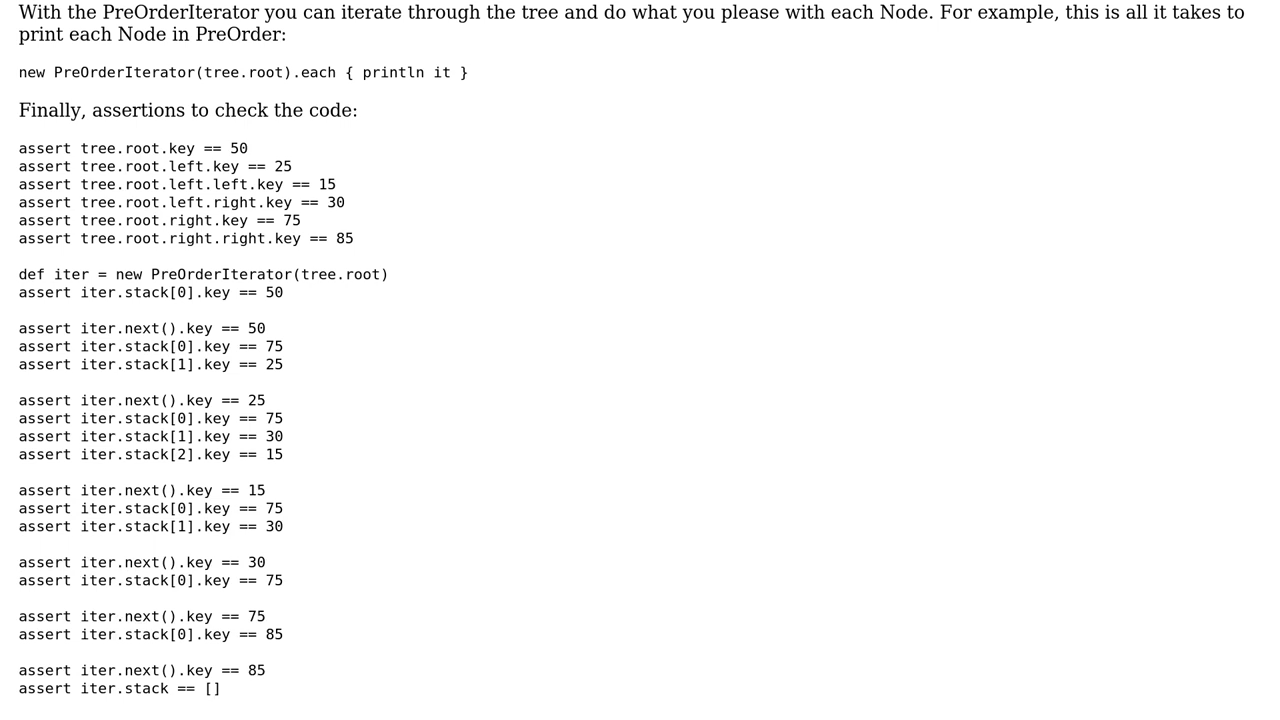 With the PreOrderIterator you can iterate through the tree and do what you please with each Node. For example, this is all it takes to
print each Node in PreOrder:
new PreOrderIterator(tree.root).each { println it }
Finally, assertions to check the code:
assert tree.root.key == 50
assert tree.root.left.key == 25
assert tree.root.left.left.key == 15
assert tree.root.left.right.key == 30
assert tree.root.right.key == 75
assert tree.root.right.right.key == 85
def iter = new PreOrderIterator(tree.root)
assert iter.stack[0].key == 50
assert iter.next().key == 50
assert iter.stack[0].key == 75
assert iter.stack[1].key == 25
assert iter.next().key == 25
assert iter.stack[0].key == 75
assert iter.stack[1].key == 30
assert iter.stack[2].key == 15
assert iter.next().key == 15
assert iter.stack[0].key == 75
assert iter.stack[1].key == 30
assert iter.next().key == 30
assert iter.stack[0].key == 75
assert iter.next().key == 75
assert iter.stack[0].key == 85
assert iter.next().key == 85
assert iter.stack == []